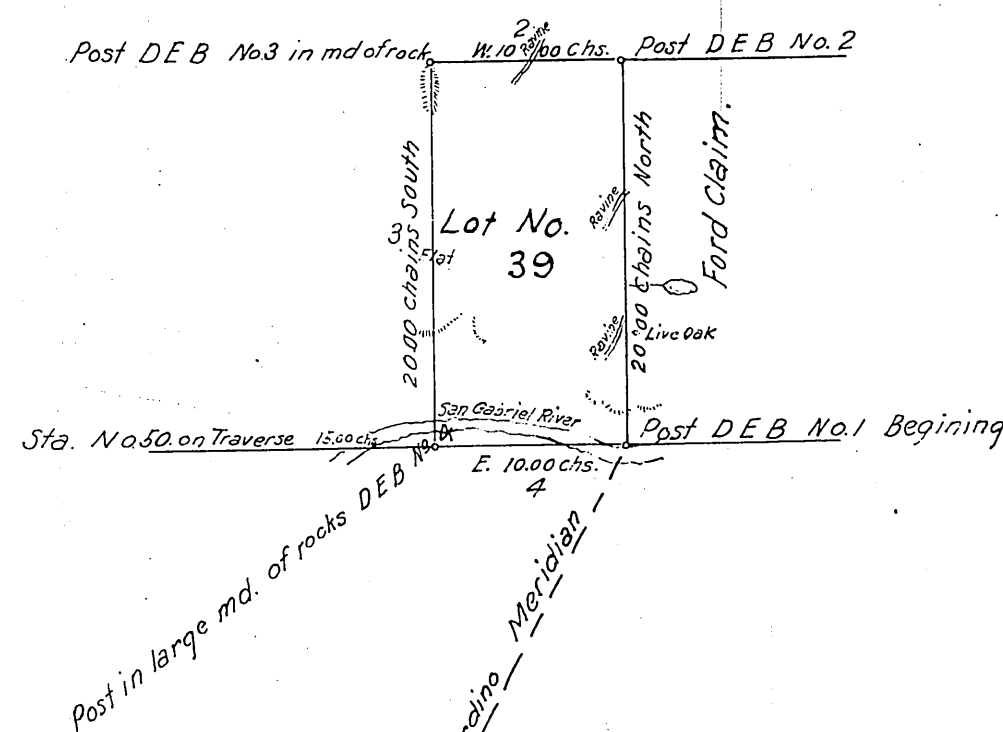 2
Post DEB No.3 in md of rock
W. 10.00 Chs.
Ravine
Post DEB No. 2
20.00 Chains South
3
Flat
Lot No.
39
Ravine
Ravine
20.00 Chains North
Ford Claim.
Live Oak
San Gabriel River
Sta. No.50. on Traverse 15.00 chs
Post DEB No.1 Begining
E. 10.00 Chs.
4
Post in large md. of rocks DEB No. 4
Meridian
rdino